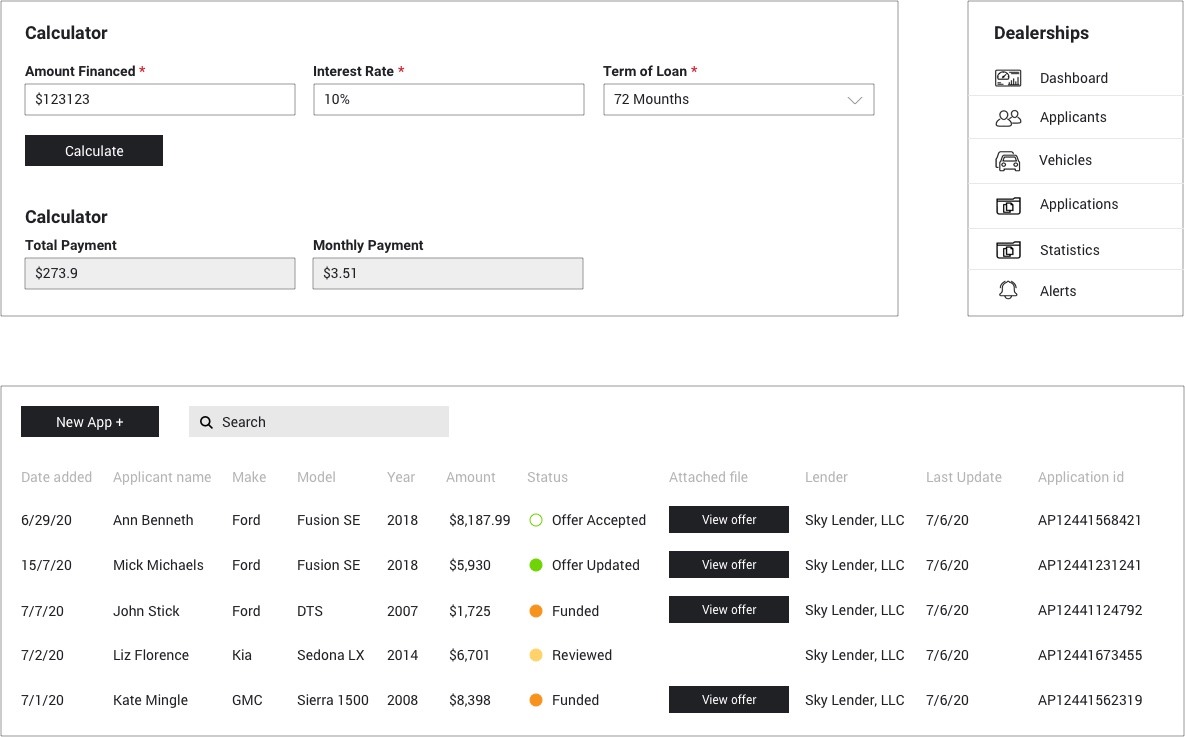 Calculator
Amount Financed * Interest Rate * Term of Loan *
$123123 10% 72 Mounths
Calculate
Calculator
Total Payment Monthly Payment
$273.9 $3.51
Dealerships
Dashboard
Applicants
Vehicles
Applications
Statistics
Alerts
New App + Search
Date added Applicant name Make Model Year Amount Status Attached file Lender Last Update Application id
6/29/20 Ann Benneth Ford Fusion SE 2018 $8,187.99 Offer Accepted View offer Sky Lender, LLC 7/6/20 AP12441568421
15/7/20 Mick Michaels Ford Fusion SE 2018 $5,930 Offer Updated View offer Sky Lender, LLC 7/6/20 AP12441231241
7/7/20 John Stick Ford DTS 2007 $1,725 Funded View offer Sky Lender, LLC 7/6/20 AP12441124792
7/2/20 Liz Florence Kia Sedona LX 2014 $6,701 Reviewed Sky Lender, LLC 7/6/20 AP12441673455
7/1/20 Kate Mingle GMC Sierra 1500 2008 $8,398 Funded View offer Sky Lender, LLC 7/6/20 AP12441562319